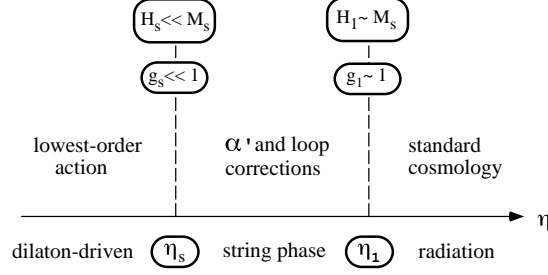 H_s << M_s H_1 ~ M_s
g_s << 1 g_1 ~ 1
lowest-order α' and loop standard
action corrections cosmology
η
dilaton-driven η_s string phase η_1 radiation